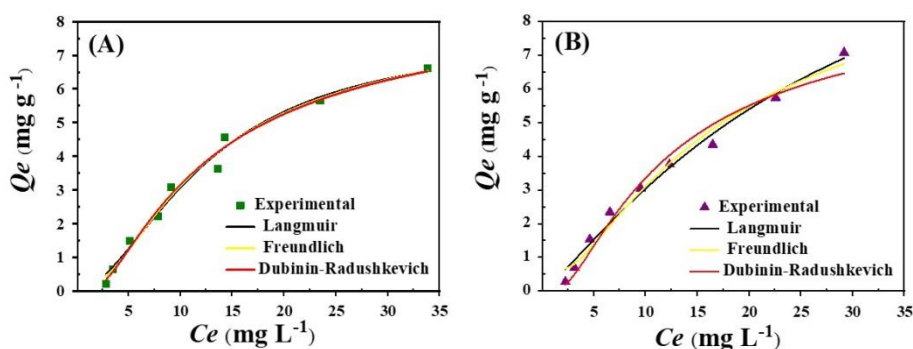 (A)
Qe (mg g-1)
8
7
6
5
4
3
2
1
0
5 10 15 20 25 30 35
Ce (mg L-1)
Experimental
Langmuir
Freundlich
Dubinin-Radushkevich
(B)
Qe (mg g-1)
8
7
6
5
4
3
2
1
0
5 10 15 20 25 30 35
Ce (mg L-1)
Experimental
Langmuir
Freundlich
Dubinin-Radushkevich